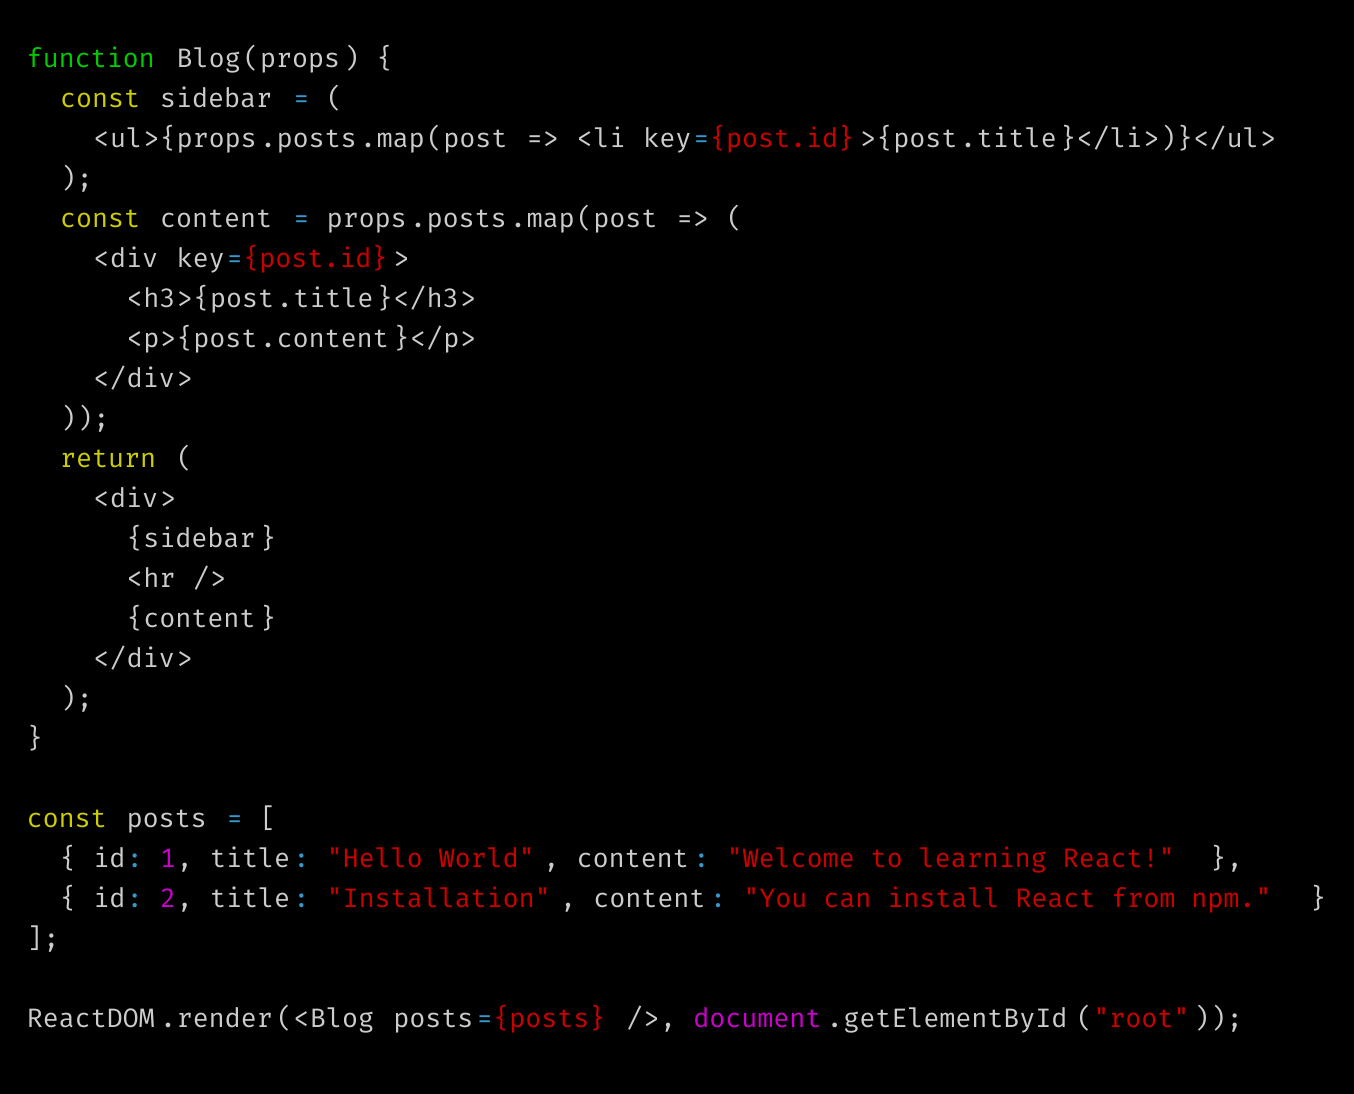 function Blog(props) {
  const sidebar = (
    <ul>{props.posts.map(post => <li key={post.id}>{post.title}</li>)}</ul>
  );
  const content = props.posts.map(post => (
    <div key={post.id}>
      <h3>{post.title}</h3>
      <p>{post.content}</p>
    </div>
  ));
  return (
    <div>
      {sidebar}
      <hr />
      {content}
    </div>
  );
}

const posts = [
  { id: 1, title: "Hello World", content: "Welcome to learning React!" },
  { id: 2, title: "Installation", content: "You can install React from npm." }
];

ReactDOM.render(<Blog posts={posts} />, document.getElementById("root"));